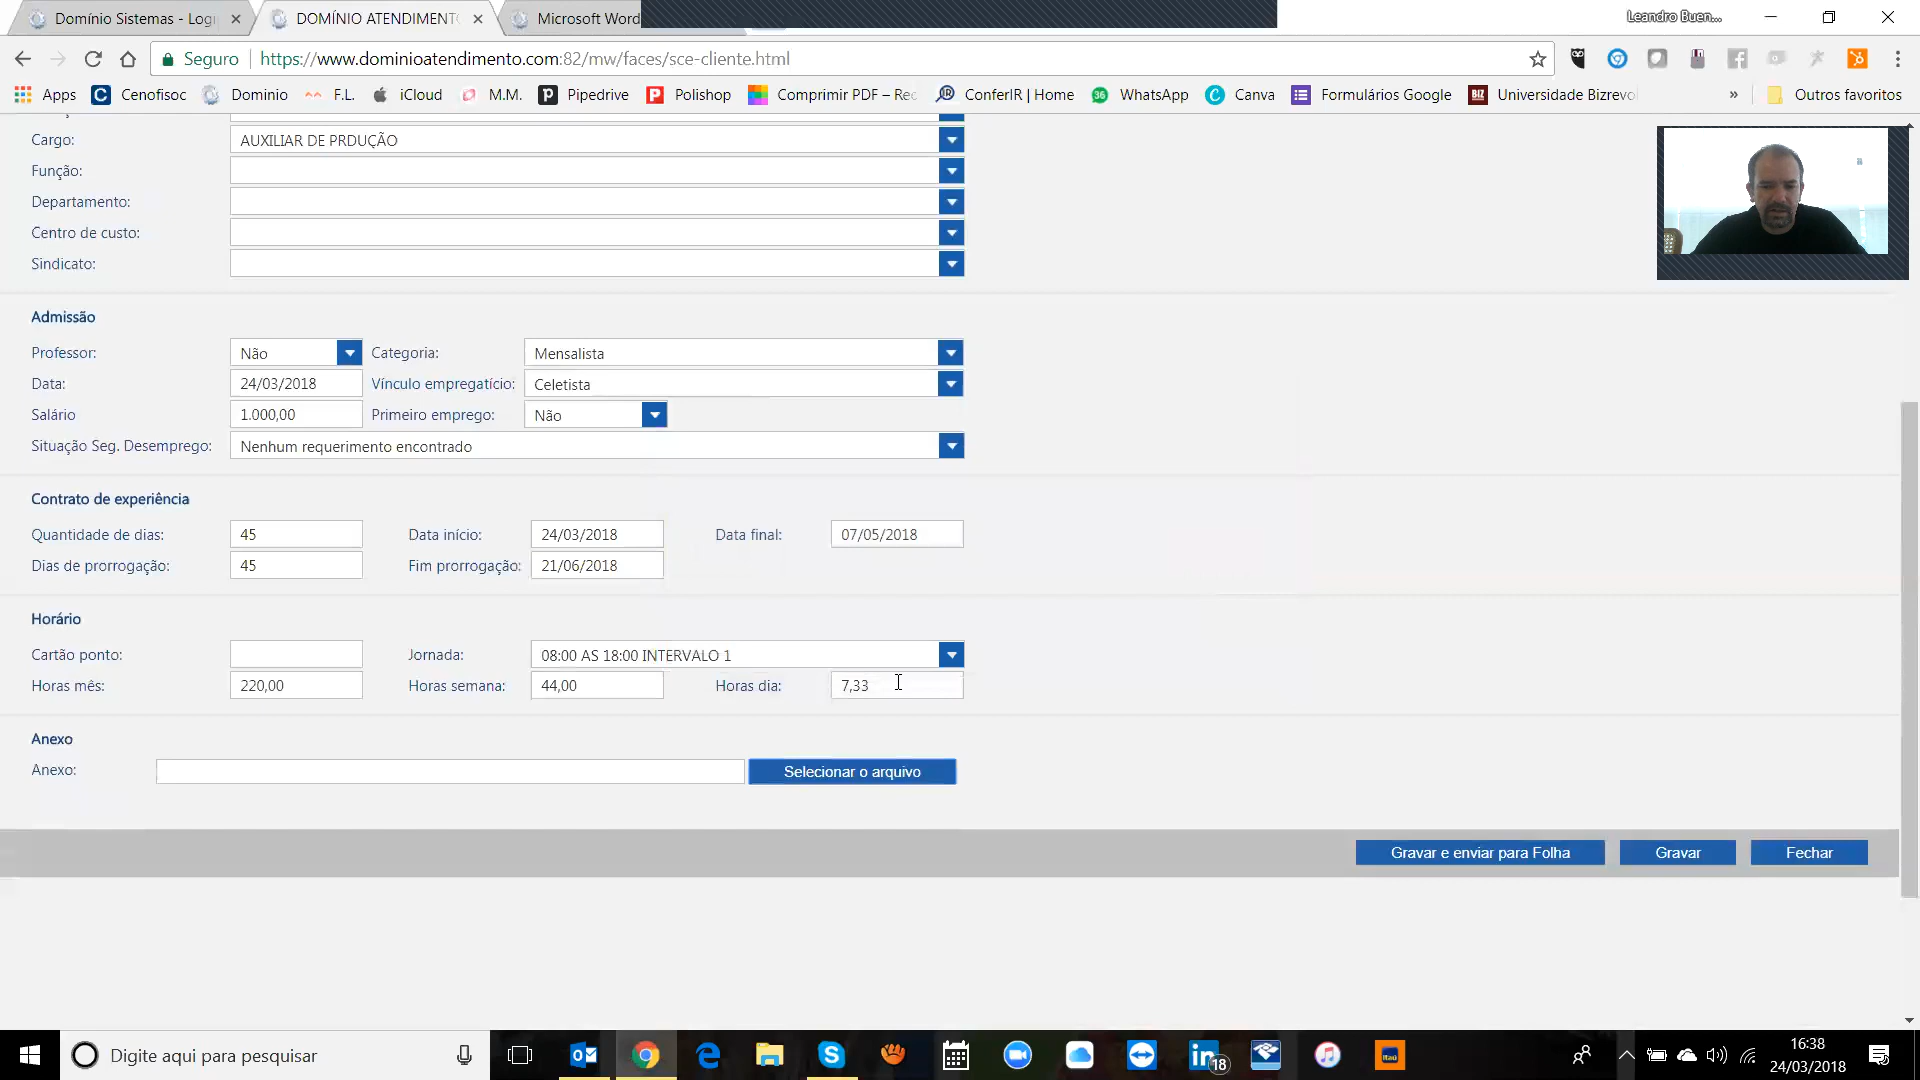 Domínio Sistemas - Logi
DOMÍNIO ATENDIMENTO
Microsoft Word
Leandro Buen...
Seguro
https://www.dominioatendimento.com:82/mw/faces/sce-cliente.html
Apps
Cenofisoc
Dominio
F.L.
iCloud
M.M.
Pipedrive
Polishop
Comprimir PDF – Rec
ConferIR | Home
WhatsApp
Canva
Formulários Google
Universidade Bizrevo
»
Outros favoritos
Cargo: AUXILIAR DE PRDUÇÃO
Função:
Departamento:
Centro de custo:
Sindicato:
Admissão
Professor: Não Categoria: Mensalista
Data: 24/03/2018 Vínculo empregatício: Celetista
Salário 1.000,00 Primeiro emprego: Não
Situação Seg. Desemprego: Nenhum requerimento encontrado
Contrato de experiência
Quantidade de dias: 45 Data início: 24/03/2018 Data final: 07/05/2018
Dias de prorrogação: 45 Fim prorrogação: 21/06/2018
Horário
Cartão ponto: Jornada: 08:00 AS 18:00 INTERVALO 1
Horas mês: 220,00 Horas semana: 44,00 Horas dia: 7,33
Anexo
Anexo: Selecionar o arquivo
Gravar e enviar para Folha Gravar Fechar
Digite aqui para pesquisar
18
16:38
24/03/2018